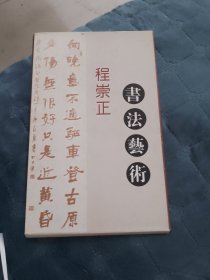 書法藝術
程崇正
向晚意不適驅車登古原
夕陽無限好只是近黃昏